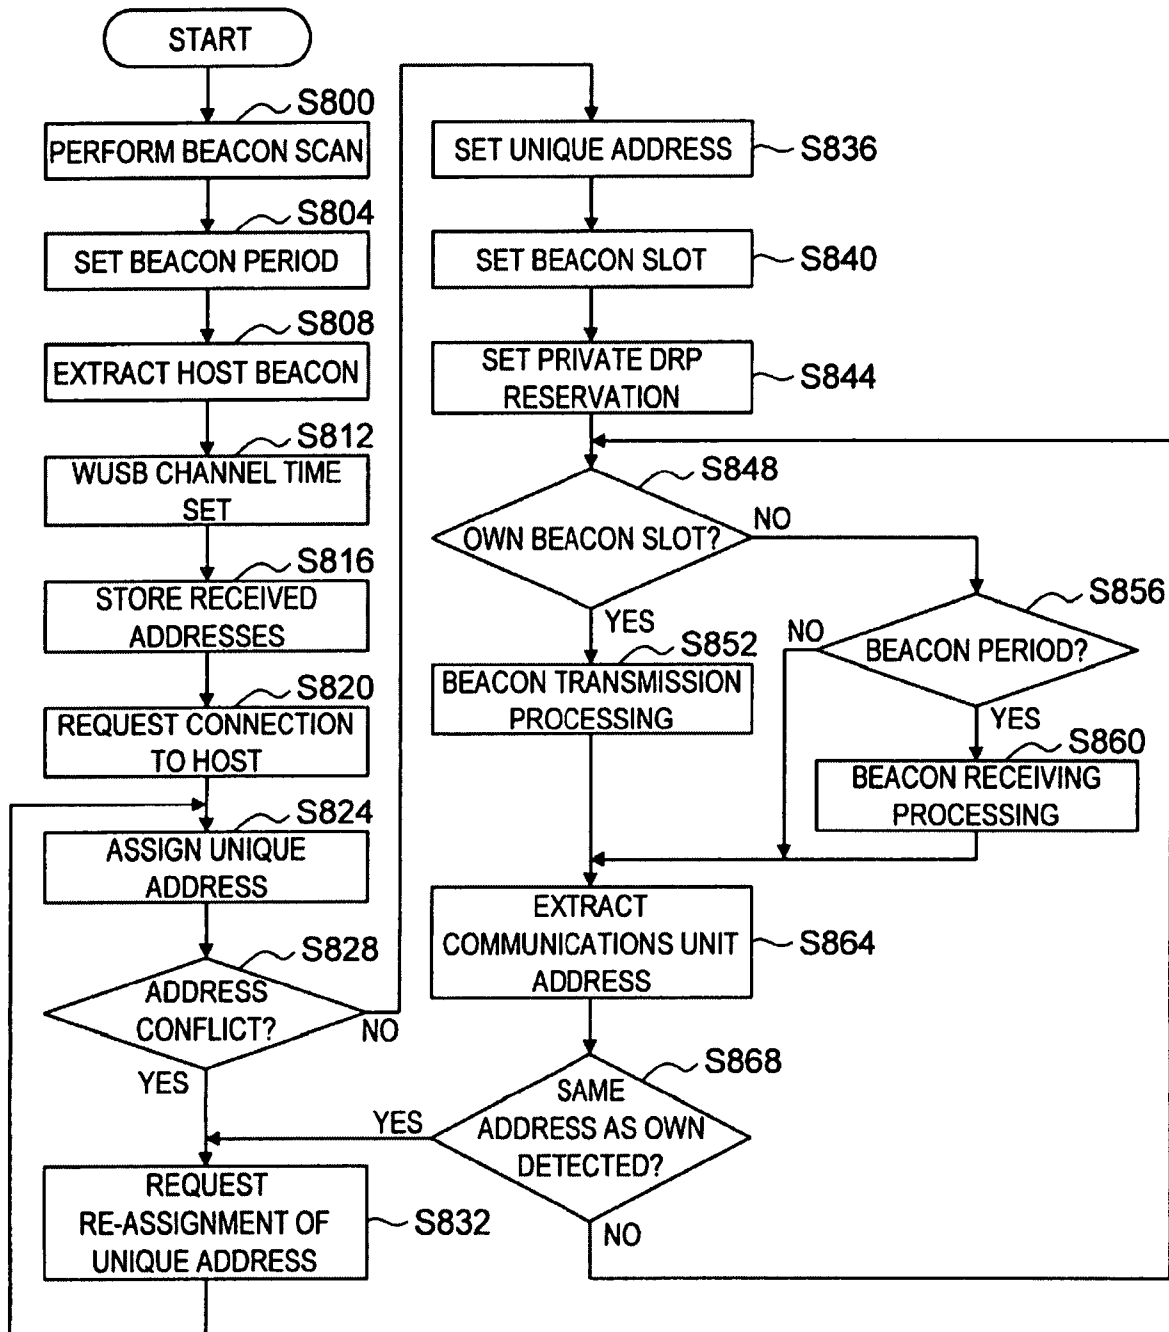 START
S800
PERFORM BEACON SCAN
S804
SET BEACON PERIOD
S808
EXTRACT HOST BEACON
S812
WUSB CHANNEL TIME
SET
S816
STORE RECEIVED
ADDRESSES
S820
REQUEST CONNECTION
TO HOST
S824
ASSIGN UNIQUE
ADDRESS
S828
ADDRESS
CONFLICT?
NO
YES
REQUEST
RE-ASSIGNMENT OF
UNIQUE ADDRESS
S832
SET UNIQUE ADDRESS
S836
SET BEACON SLOT
S840
SET PRIVATE DRP
RESERVATION
S844
S848
OWN BEACON SLOT?
NO
YES
S852
BEACON TRANSMISSION
PROCESSING
S856
BEACON PERIOD?
NO
YES
S860
BEACON RECEIVING
PROCESSING
EXTRACT
COMMUNICATIONS UNIT
ADDRESS
S864
S868
SAME
ADDRESS AS OWN
DETECTED?
YES
NO